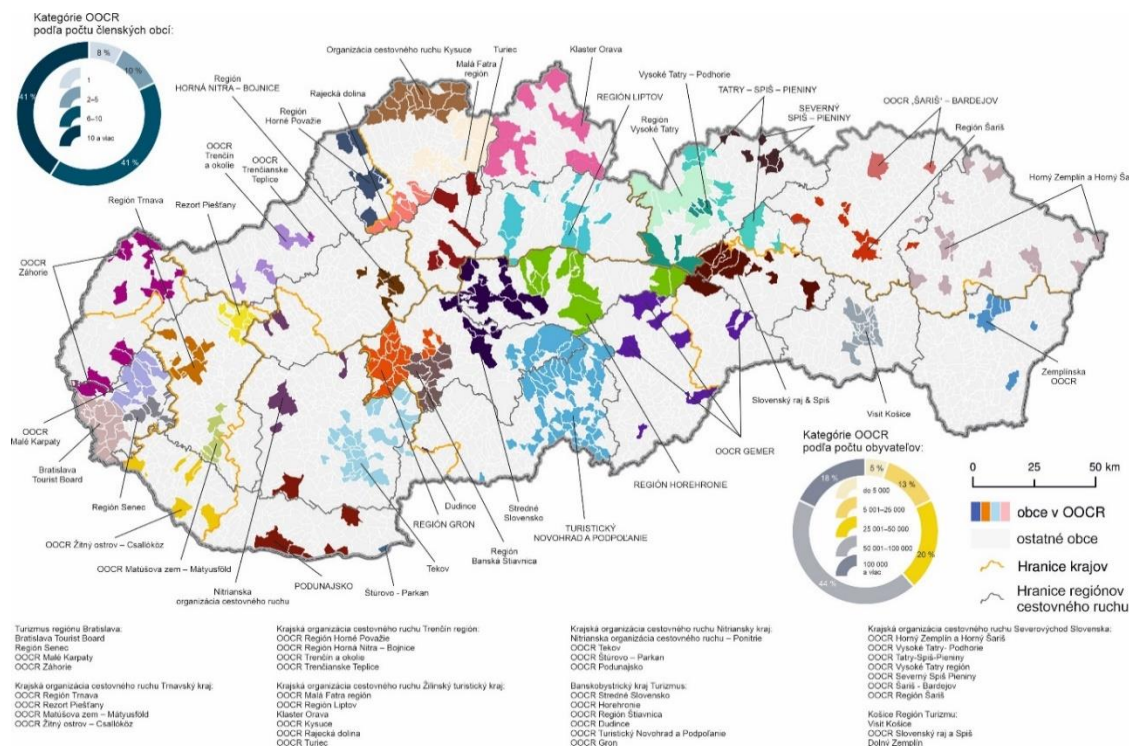 Kategórie OOCR
podľa počtu členských obcí:
8 %
10 %
41 %
41 %
1
2–5
6–10
10 a viac
Organizácia cestovného ruchu Kysuce
Turiec
Malá Fatra
región
Klaster Orava
Región
HORNÁ NITRA – BOJNICE
Rajecká dolina
Región
Horné Považie
REGIÓN LIPTOV
Vysoké Tatry – Podhorie
TATRY – SPIŠ – PIENINY
SEVERNÝ
SPIŠ – PIENINY
Región
Vysoké Tatry
OOCR „ŠARIŠ“ – BARDEJOV
Región Šariš
Horný Zemplín a Horný Ša
OOCR
Trenčín
a okolie
OOCR
Trenčianske
Teplice
Rezort Piešťany
Región Trnava
OOCR
Záhorie
OOCR
Malé Karpaty
Bratislava
Tourist Board
Región Senec
OOCR Žitný ostrov – Csallóköz
OOCR Matúšova zem – Mátyusföld
Nitrianska
organizácia cestovného ruchu
PODUNAJSKO
Štúrovo - Parkan
Tekov
REGIÓN GRON
Dudince
Región
Banská Štiavnica
Stredné
Slovensko
TURISTICKÝ
NOVOHRAD A PODPOĽANIE
REGIÓN HOREHRONIE
OOCR GEMER
Slovenský raj & Spiš
Visit Košice
Zemplínska
OOCR
Kategórie OOCR
podľa počtu obyvateľov:
5 %
13 %
20 %
44 %
18 %
do 5 000
5 001–25 000
25 001–50 000
50 001–100 000
100 000
a viac
0 25 50 km
obce v OOCR
ostatné obce
Hranice krajov
Hranice regiónov
cestovného ruchu
Turizmus regiónu Bratislava:
Bratislava Tourist Board
Región Senec
OOCR Malé Karpaty
OOCR Záhorie
Krajská organizácia cestovného ruchu Trnavský kraj:
OOCR Región Trnava
OOCR Rezort Piešťany
OOCR Matúšova zem – Mátyusföld
OOCR Žitný ostrov – Csallóköz
Krajská organizácia cestovného ruchu Trenčín región:
OOCR Región Horné Považie
OOCR Región Horná Nitra – Bojnice
OOCR Trenčín a okolie
OOCR Trenčianske Teplice
Krajská organizácia cestovného ruchu Žilinský turistický kraj:
OOCR Malá Fatra región
OOCR Región Liptov
Klaster Orava
OOCR Kysuce
OOCR Rajecká dolina
OOCR Turiec
Krajská organizácia cestovného ruchu Nitriansky kraj:
Nitrianska organizácia cestovného ruchu – Ponitrie
OOCR Tekov
OOCR Štúrovo – Parkan
OOCR Podunajsko
Banskobystrický kraj Turizmus:
OOCR Stredné Slovensko
OOCR Horehronie
OOCR Región Štiavnica
OOCR Dudince
OOCR Turistický Novohrad a Podpoľanie
OOCR Gron
Krajská organizácia cestovného ruchu Severovýchod Slovenska:
OOCR Horný Zemplín a Horný Šariš
OOCR Vysoké Tatry- Podhorie
OOCR Tatry-Spiš-Pieniny
OOCR Vysoké Tatry región
OOCR Severný Spiš Pieniny
OOCR Šariš - Bardejov
OOCR Región Šariš
Košice Región Turizmu:
Visit Košice
OOCR Slovenský raj a Spiš
Dolný Zemplín